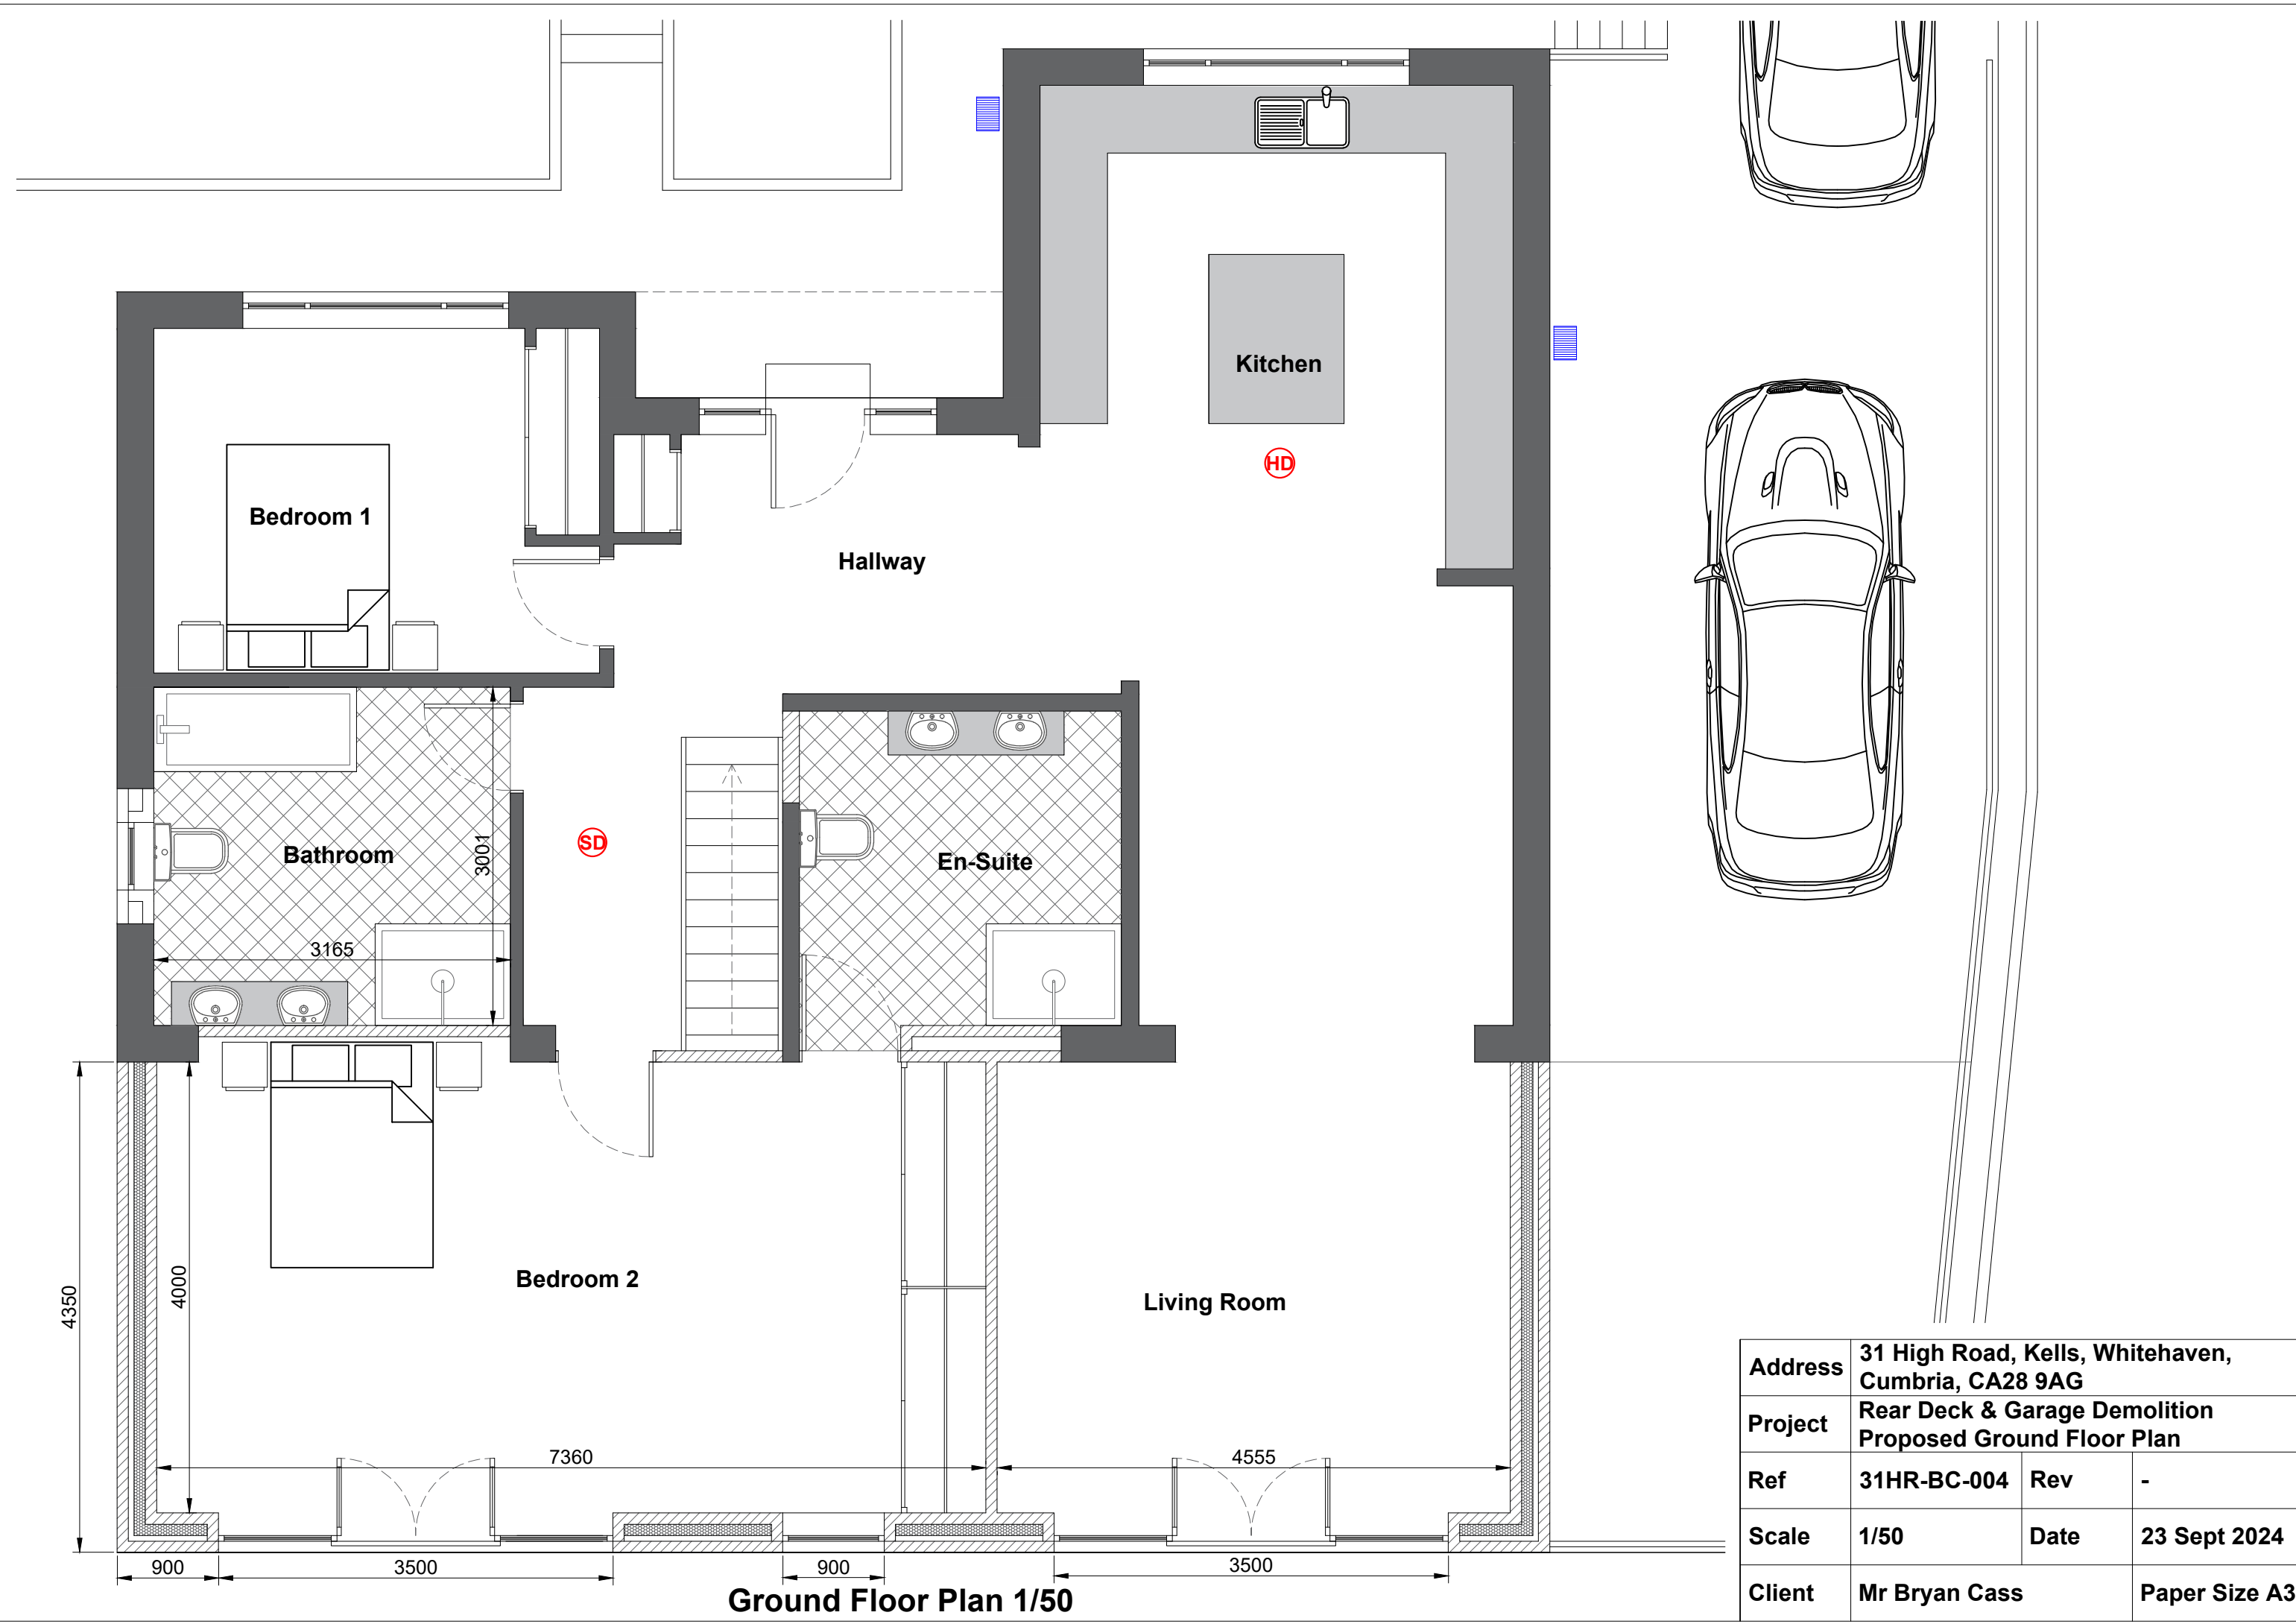 Kitchen
HD
Bedroom 1
Hallway
SD
Bathroom
3001
En-Suite
3165
4350
4000
Bedroom 2
Living Room
7360
4555
900
3500
900
3500
Ground Floor Plan 1/50
Address 31 High Road, Kells, Whitehaven,
Cumbria, CA28 9AG
Project Rear Deck & Garage Demolition
Proposed Ground Floor Plan
Ref 31HR-BC-004 Rev -
Scale 1/50 Date 23 Sept 2024
Client Mr Bryan Cass Paper Size A3